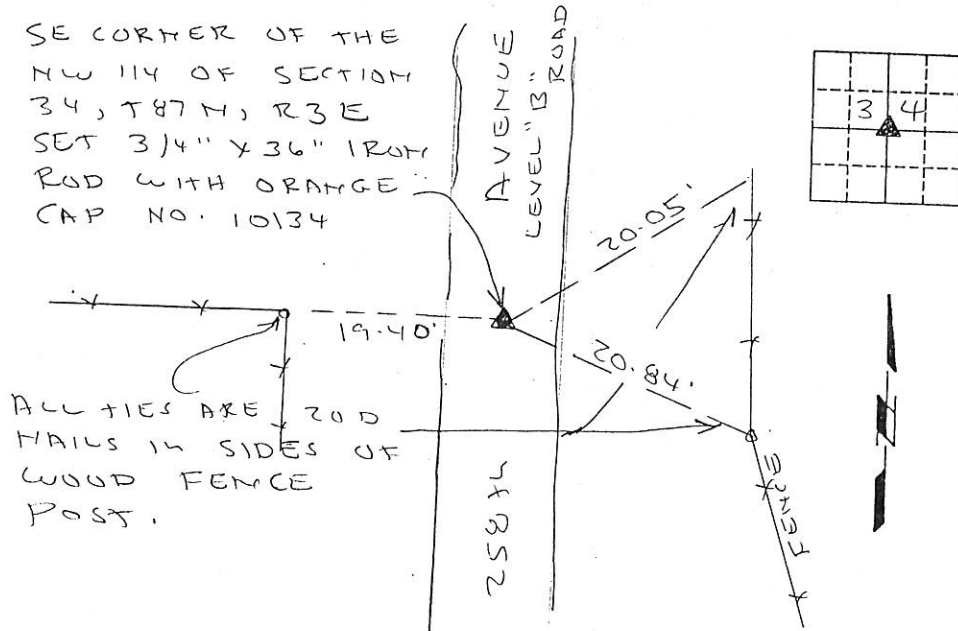 SE CORNER OF THE
NW 1/4 OF SECTION
34, T87N, R3E
SET 3/4" X 36" IRON
ROD WITH ORANGE
CAP NO. 10134
258th AVENUE
LEVEL "B" ROAD
34
20.05'
19.40'
20.84'
ALL TIES ARE 20D
NAILS IN SIDES OF
WOOD FENCE
POST.
FENCE
N